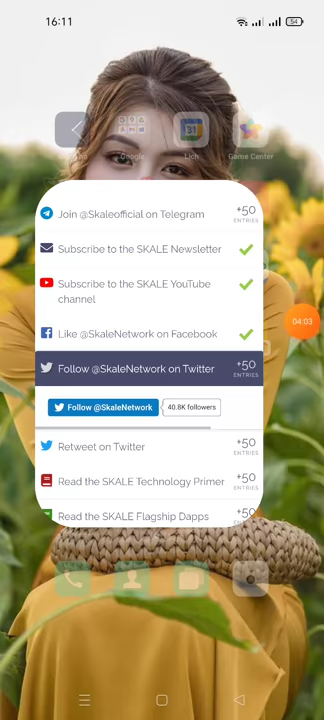 16:11
54
31
Google
Lịch
Game Center
Join @Skaleofficial on Telegram
+50
ENTRIES
Subscribe to the SKALE Newsletter
Subscribe to the SKALE YouTube
channel
Like @SkaleNetwork on Facebook
04:03
Follow @SkaleNetwork on Twitter
+50
ENTRIES
Follow @SkaleNetwork
40.8K followers
Retweet on Twitter
+50
ENTRIES
Read the SKALE Technology Primer
+50
ENTRIES
Read the SKALE Flagship Dapps
+50